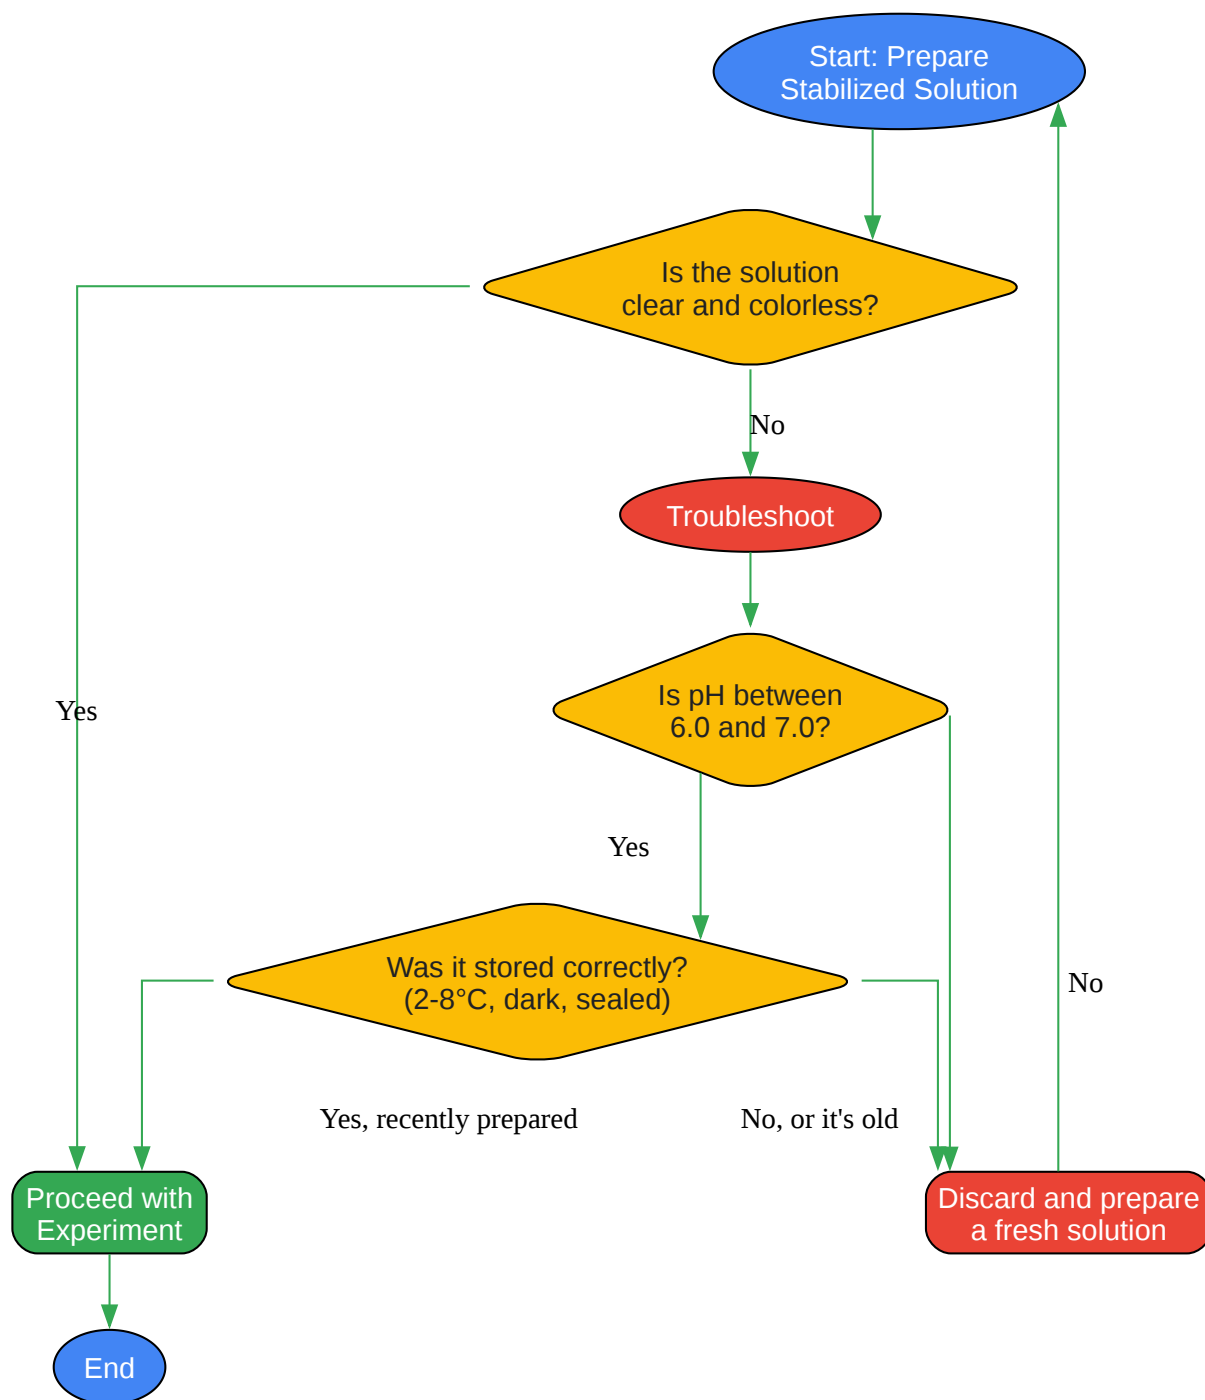 Start: Prepare
Stabilized Solution
Is the solution
clear and colorless?
No
Troubleshoot
Is pH between
6.0 and 7.0?
Yes
Yes
Was it stored correctly?
(2-8°C, dark, sealed)
No
Yes, recently prepared
No, or it's old
Proceed with
Experiment
Discard and prepare
a fresh solution
End